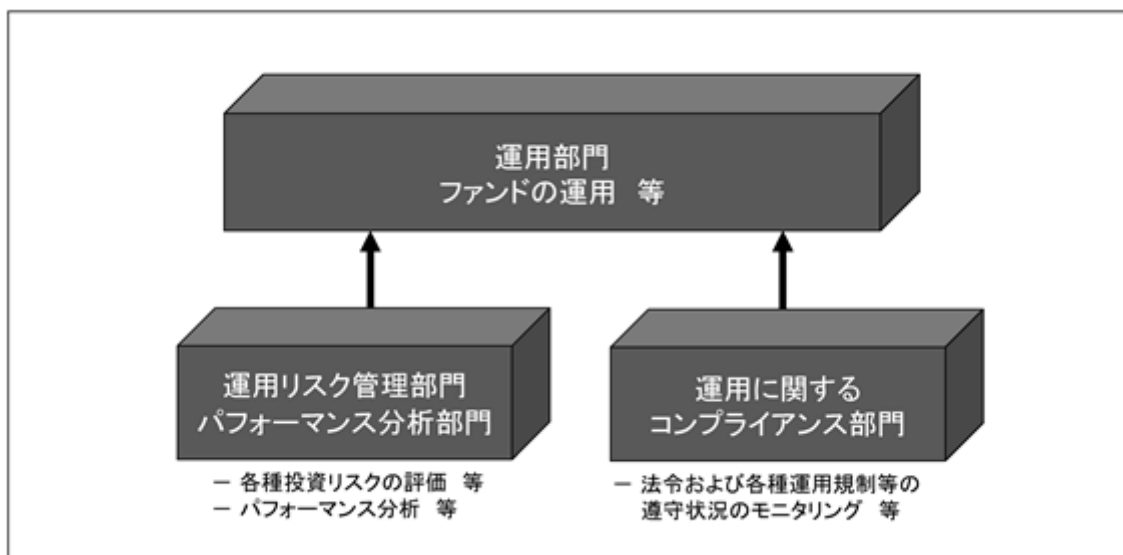 運用部門
ファンドの運用 等
運用リスク管理部門
パフォーマンス分析部門
運用に関する
コンプライアンス部門
― 各種投資リスクの評価 等
― パフォーマンス分析 等
― 法令および各種運用規制等の
遵守状況のモニタリング 等